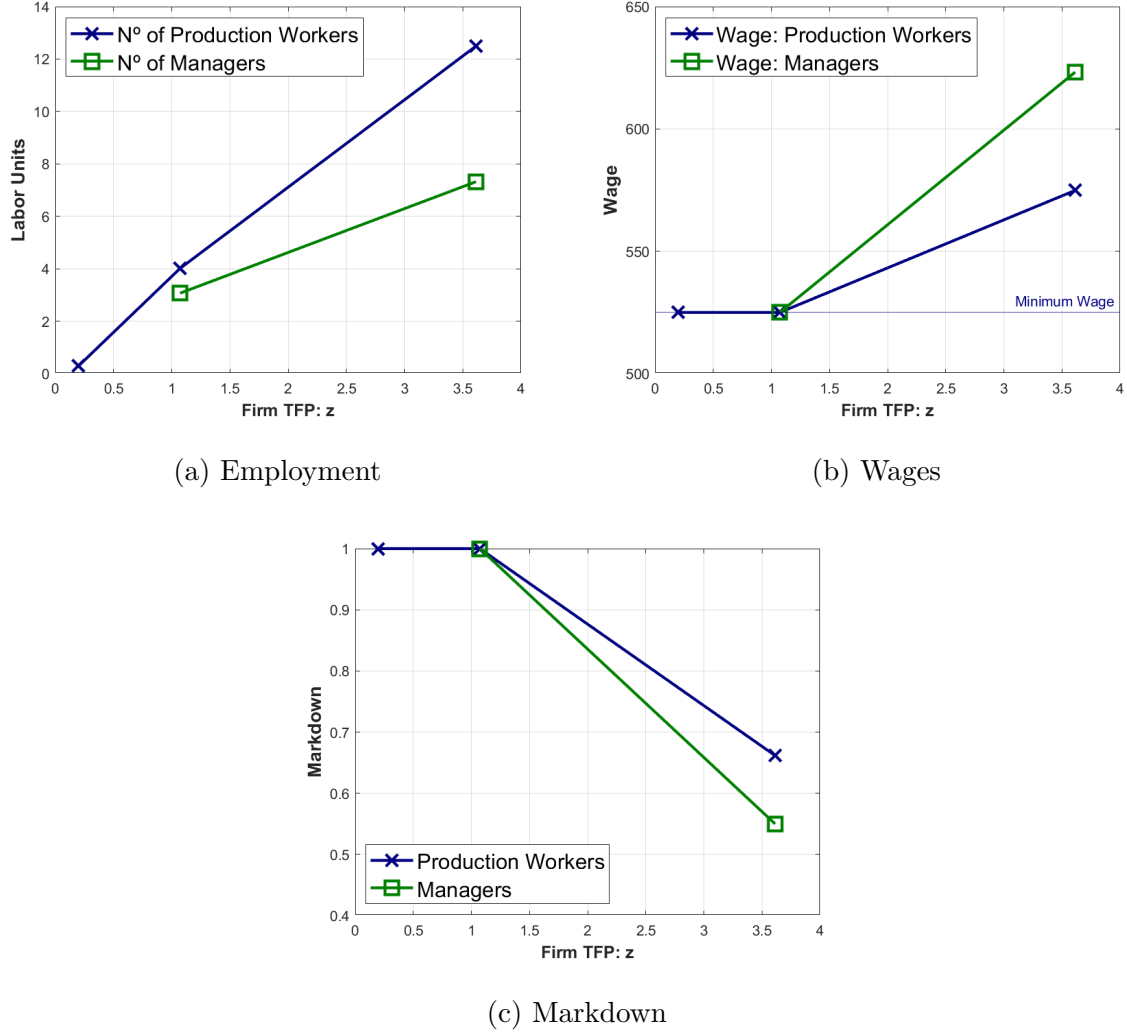 14
12
10
8
6
4
2
0
Labor Units
Nº of Production Workers
Nº of Managers
0 0.5 1 1.5 2 2.5 3 3.5 4
Firm TFP: z
(a) Employment
650
600
550
500
Wage
Wage: Production Workers
Wage: Managers
Minimum Wage
0 0.5 1 1.5 2 2.5 3 3.5 4
Firm TFP: z
(b) Wages
1
0.9
0.8
0.7
0.6
0.5
0.4
Markdown
Production Workers
Managers
0 0.5 1 1.5 2 2.5 3 3.5 4
Firm TFP: z
(c) Markdown